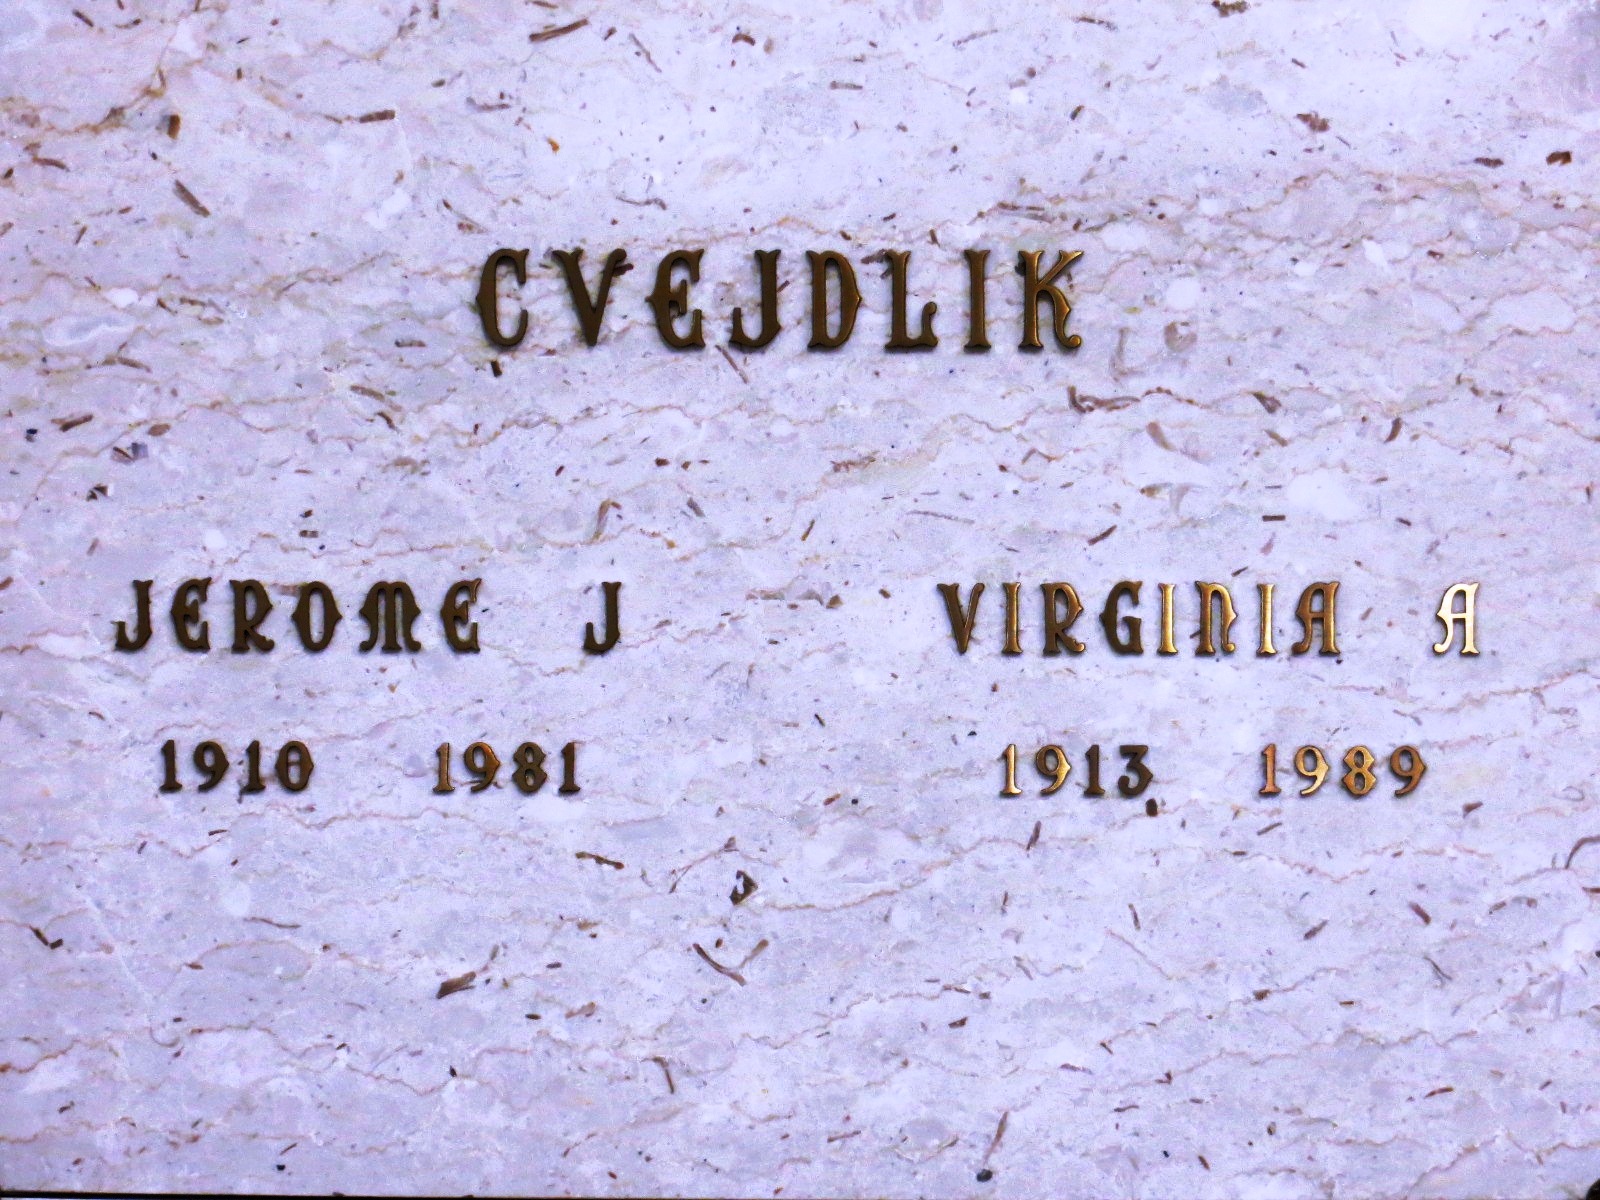 CVEJDLIK
JEROME J VIRGINIA A
1910 1981 1913 1989